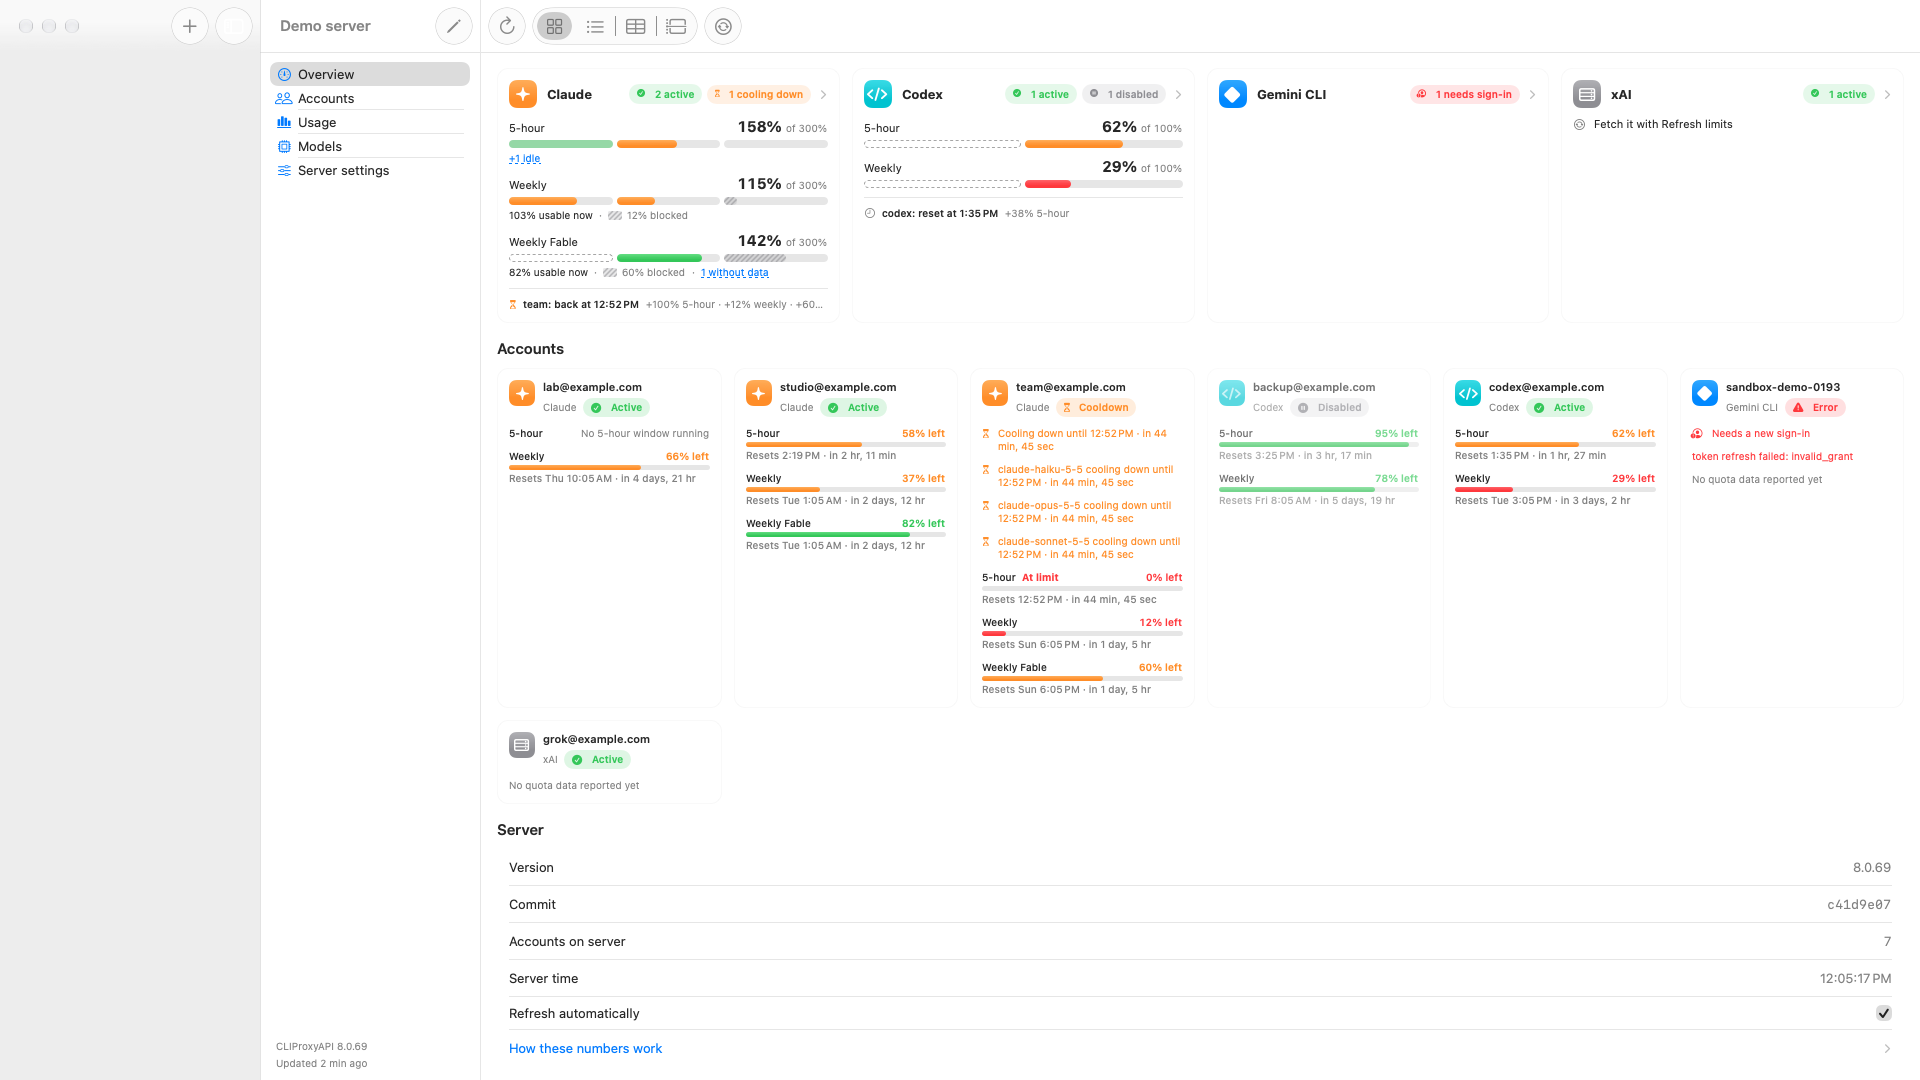 Demo server
Overview
Accounts
Usage
Models
Server settings
CLIProxyAPI 8.0.69
Updated 2 min ago
Claude
2 active
1 cooling down
5-hour
158% of 300%
+1 idle
Weekly
115% of 300%
103% usable now · 12% blocked
Weekly Fable
142% of 300%
82% usable now · 60% blocked · 1 without data
team: back at 12:52 PM +100% 5-hour · +12% weekly · +60…
Codex
1 active
1 disabled
5-hour
62% of 100%
Weekly
29% of 100%
codex: reset at 1:35 PM +38% 5-hour
Gemini CLI
1 needs sign-in
xAI
1 active
Fetch it with Refresh limits
Accounts
lab@example.com
Claude Active
5-hour No 5-hour window running
Weekly 66% left
Resets Thu 10:05 AM · in 4 days, 21 hr
studio@example.com
Claude Active
5-hour 58% left
Resets 2:19 PM · in 2 hr, 11 min
Weekly 37% left
Resets Tue 1:05 AM · in 2 days, 12 hr
Weekly Fable 82% left
Resets Tue 1:05 AM · in 2 days, 12 hr
team@example.com
Claude Cooldown
Cooling down until 12:52 PM · in 44
min, 45 sec
claude-haiku-5-5 cooling down until
12:52 PM · in 44 min, 45 sec
claude-opus-5-5 cooling down until
12:52 PM · in 44 min, 45 sec
claude-sonnet-5-5 cooling down until
12:52 PM · in 44 min, 45 sec
5-hour At limit 0% left
Resets 12:52 PM · in 44 min, 45 sec
Weekly 12% left
Resets Sun 6:05 PM · in 1 day, 5 hr
Weekly Fable 60% left
Resets Sun 6:05 PM · in 1 day, 5 hr
backup@example.com
Codex Disabled
5-hour 95% left
Resets 3:25 PM · in 3 hr, 17 min
Weekly 78% left
Resets Fri 8:05 AM · in 5 days, 19 hr
codex@example.com
Codex Active
5-hour 62% left
Resets 1:35 PM · in 1 hr, 27 min
Weekly 29% left
Resets Tue 3:05 PM · in 3 days, 2 hr
sandbox-demo-0193
Gemini CLI Error
Needs a new sign-in
token refresh failed: invalid_grant
No quota data reported yet
grok@example.com
xAI Active
No quota data reported yet
Server
Version 8.0.69
Commit c41d9e07
Accounts on server 7
Server time 12:05:17 PM
Refresh automatically
How these numbers work